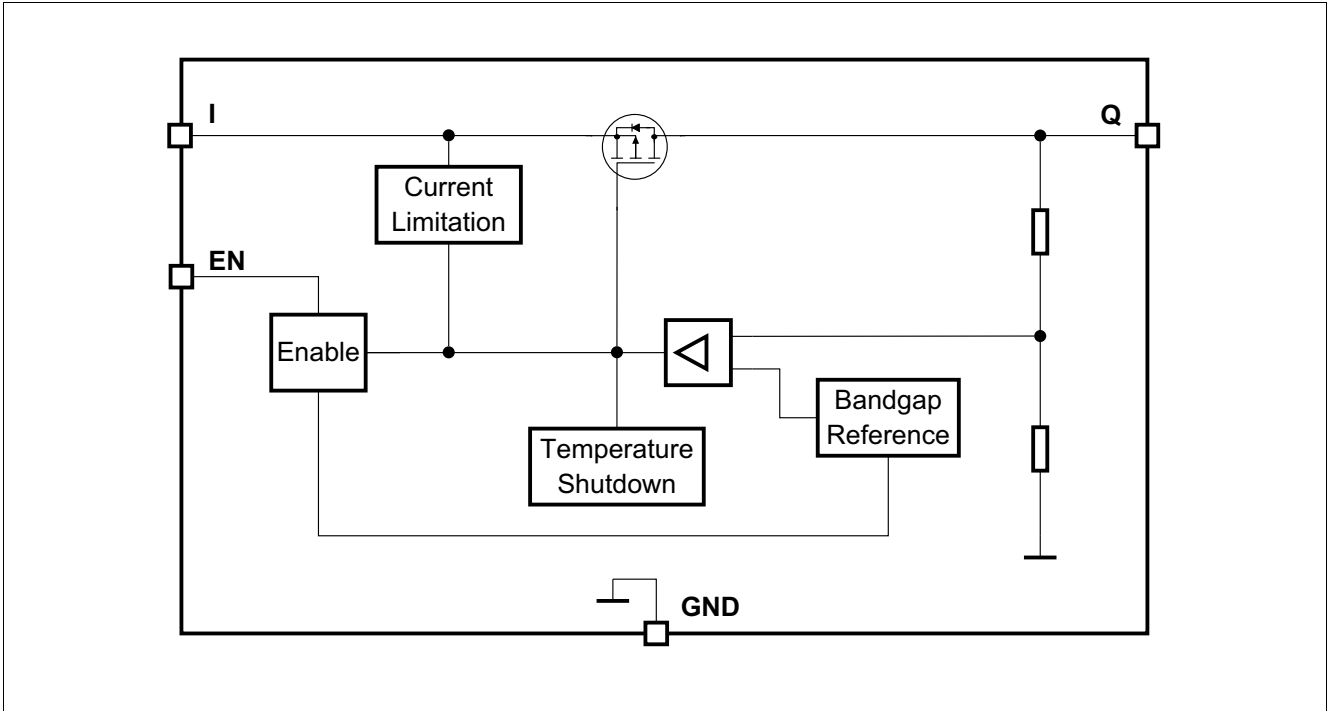 I
Q
Current
Limitation
EN
Enable
Bandgap
Reference
Temperature
Shutdown
GND